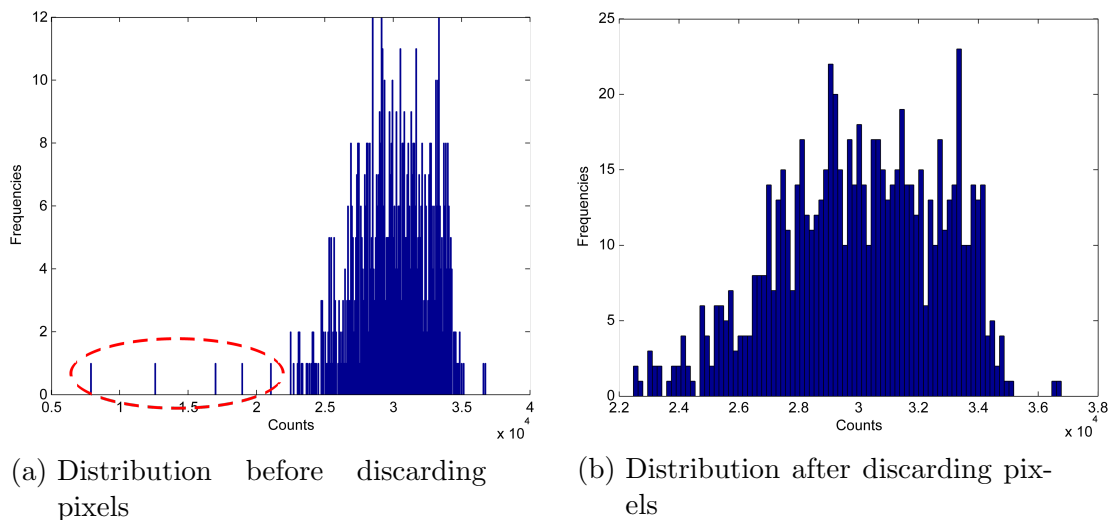 12
10
8
6
4
2
0
Frequencies
0.5 1 1.5 2 2.5 3 3.5 4
Counts
x 10^4
(a) Distribution before discarding
pixels
25
20
15
10
5
0
Frequencies
2.2 2.4 2.6 2.8 3 3.2 3.4 3.6 3.8
Counts
x 10^4
(b) Distribution after discarding pix-
els